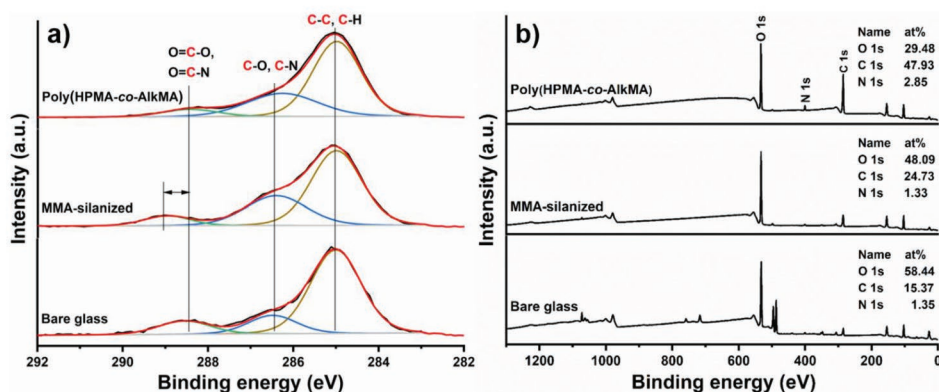 a)
O=C-O,
O=C-N
C-O, C-N
C-C, C-H
Poly(HPMA-co-AlkMA)
MMA-silanized
Bare glass
Intensity (a.u.)
292 290 288 286 284 282
Binding energy (eV)
b)
O 1s
N 1s
C 1s
Poly(HPMA-co-AlkMA)
Name at%
O 1s 29.48
C 1s 47.93
N 1s 2.85
MMA-silanized
Name at%
O 1s 48.09
C 1s 24.73
N 1s 1.33
Bare glass
Name at%
O 1s 58.44
C 1s 15.37
N 1s 1.35
Intensity (a.u.)
1200 1000 800 600 400 200 0
Binding energy (eV)